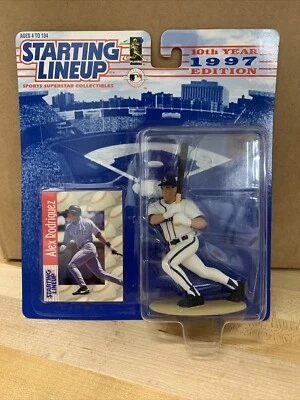 AGES 4 TO 104
STARTING
LINEUP
SPORTS SUPERSTAR COLLECTIBLES
10th YEAR
1997
EDITION
Alex Rodriguez
STARTING
LINEUP